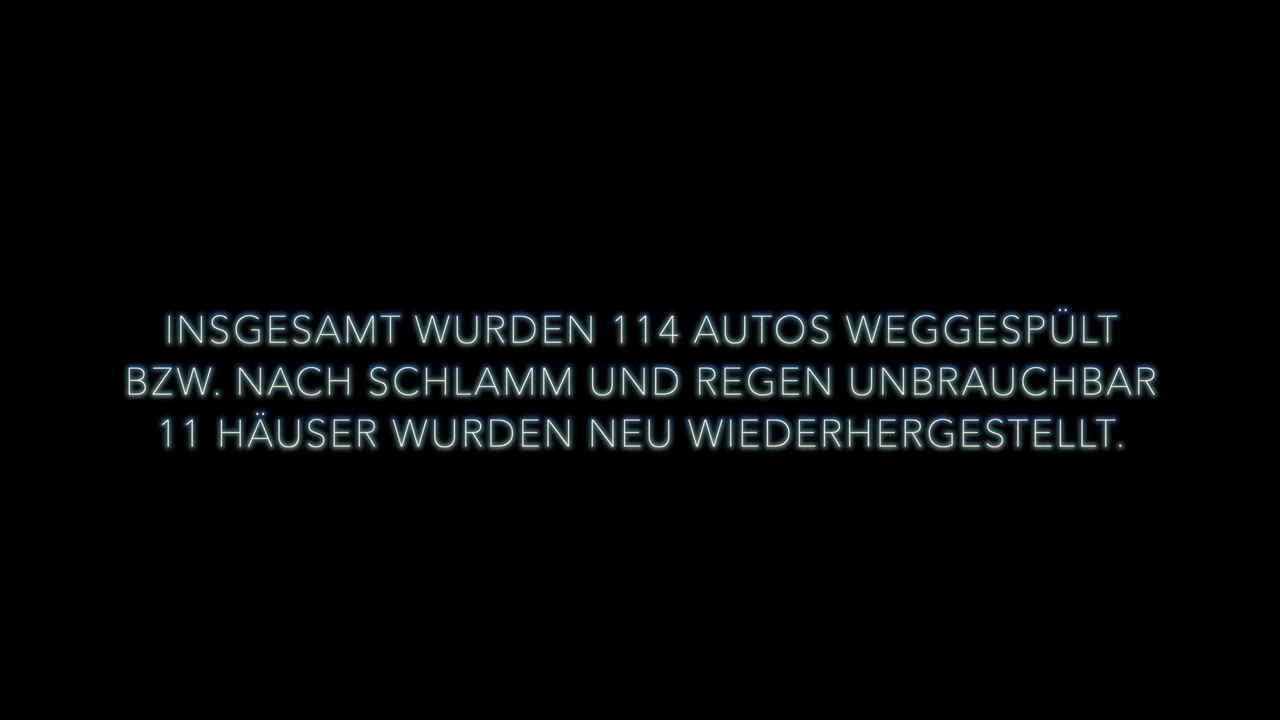 INSGESAMT WURDEN 114 AUTOS WEGGESPÜLT
BZW. NACH SCHLAMM UND REGEN UNBRAUCHBAR
11 HÄUSER WURDEN NEU WIEDERHERGESTELLT.